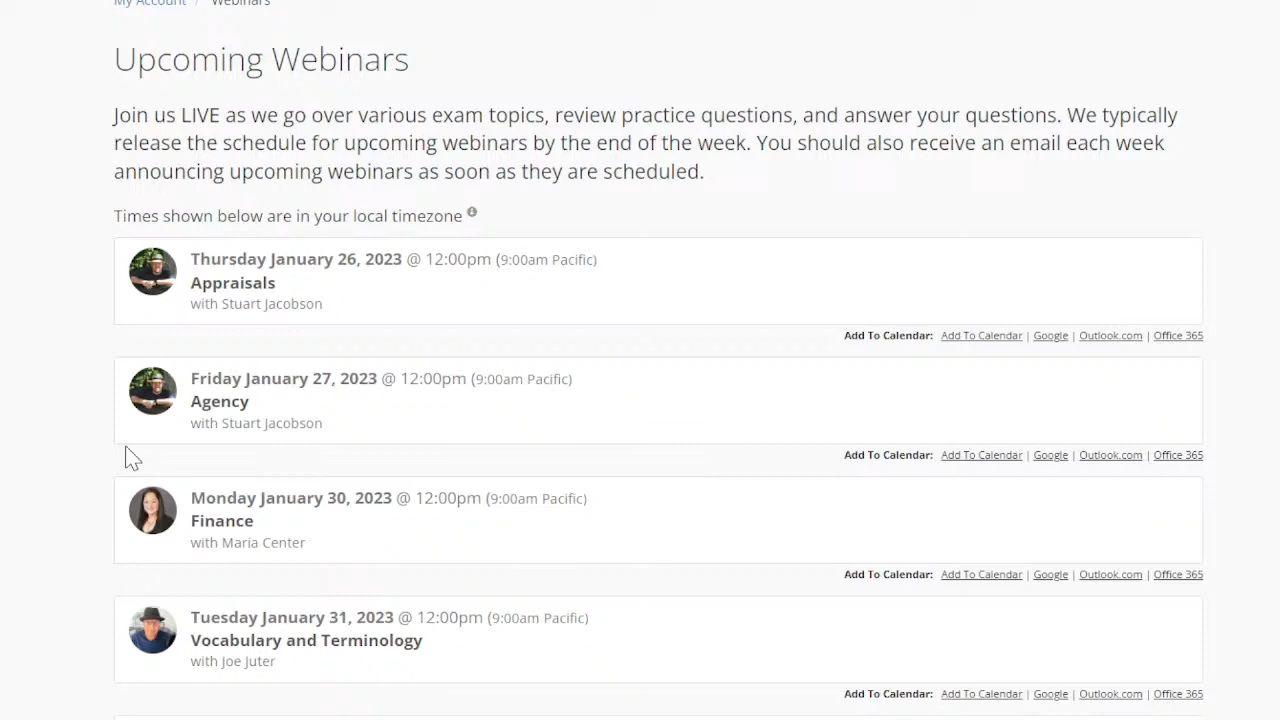 My Account / Webinars
Upcoming Webinars
Join us LIVE as we go over various exam topics, review practice questions, and answer your questions. We typically
release the schedule for upcoming webinars by the end of the week. You should also receive an email each week
announcing upcoming webinars as soon as they are scheduled.
Times shown below are in your local timezone
Thursday January 26, 2023 @ 12:00pm (9:00am Pacific)
Appraisals
with Stuart Jacobson
Add To Calendar: Add To Calendar | Google | Outlook.com | Office 365
Friday January 27, 2023 @ 12:00pm (9:00am Pacific)
Agency
with Stuart Jacobson
Add To Calendar: Add To Calendar | Google | Outlook.com | Office 365
Monday January 30, 2023 @ 12:00pm (9:00am Pacific)
Finance
with Maria Center
Add To Calendar: Add To Calendar | Google | Outlook.com | Office 365
Tuesday January 31, 2023 @ 12:00pm (9:00am Pacific)
Vocabulary and Terminology
with Joe Juter
Add To Calendar: Add To Calendar | Google | Outlook.com | Office 365